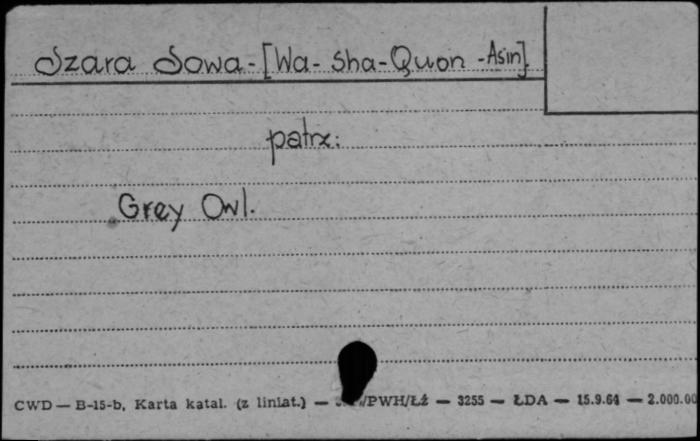 Szara Sowa - [Wa - Sha - Quon - Asin]
patrz:
Grey Owl.
CWD — B-15-b, Karta katal. (z liniat.) — /PWH/Łź — 3255 — ŁDA — 15.9.64 — 2.000.00